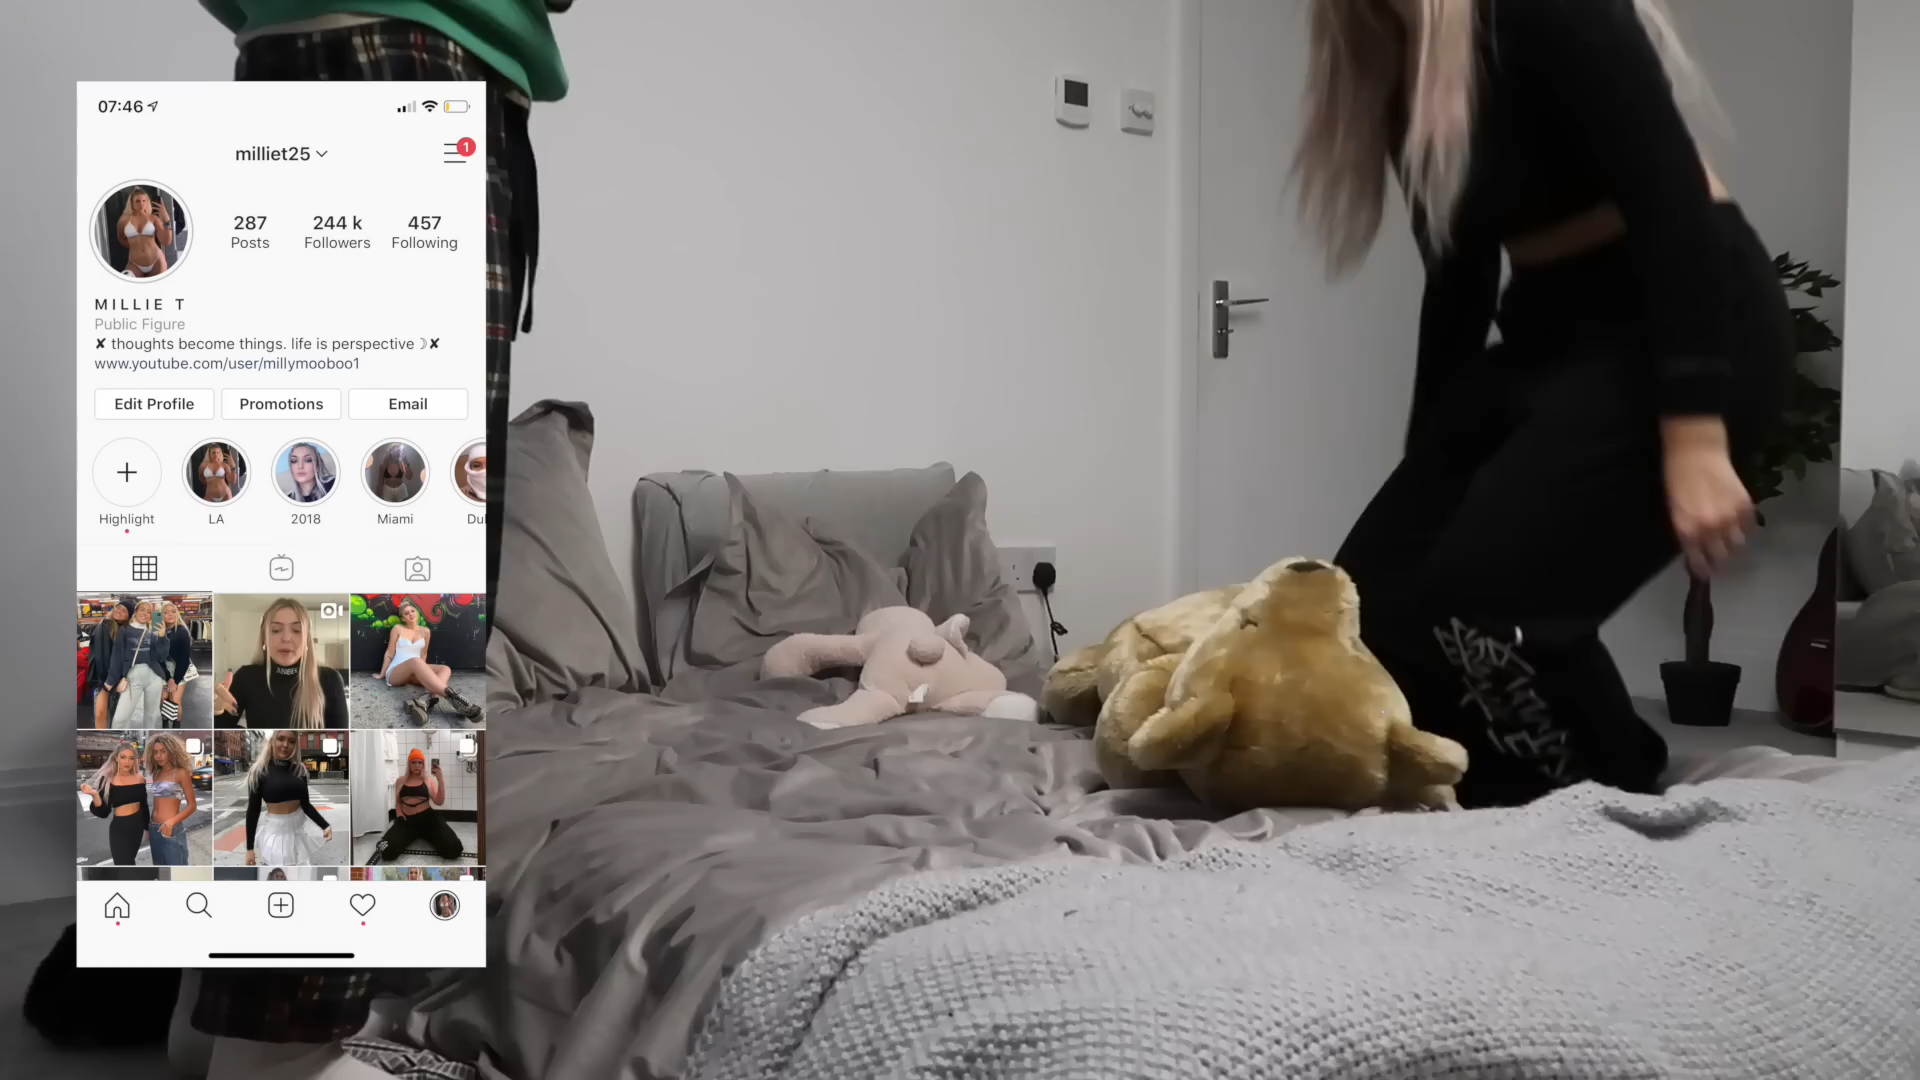 07:46
milliet25
1
287
244 k
457
Posts
Followers
Following
MILLIE T
Public Figure
✘ thoughts become things. life is perspective ☽✘
www.youtube.com/user/millymooboo1
Edit Profile
Promotions
Email
Highlight
LA
2018
Miami